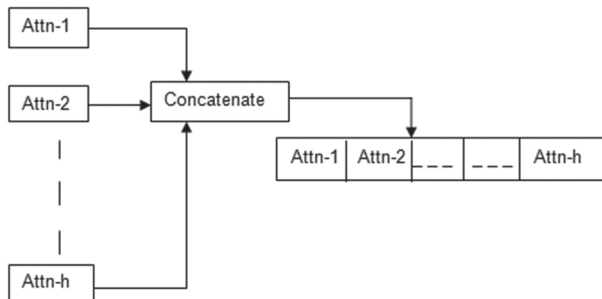 Attn-1
Attn-2
Concatenate
Attn-1 Attn-2 Attn-h
Attn-h